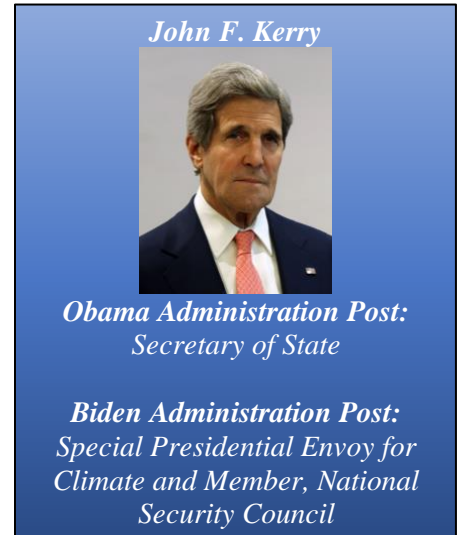 John F. Kerry
Obama Administration Post:
Secretary of State
Biden Administration Post:
Special Presidential Envoy for
Climate and Member, National
Security Council